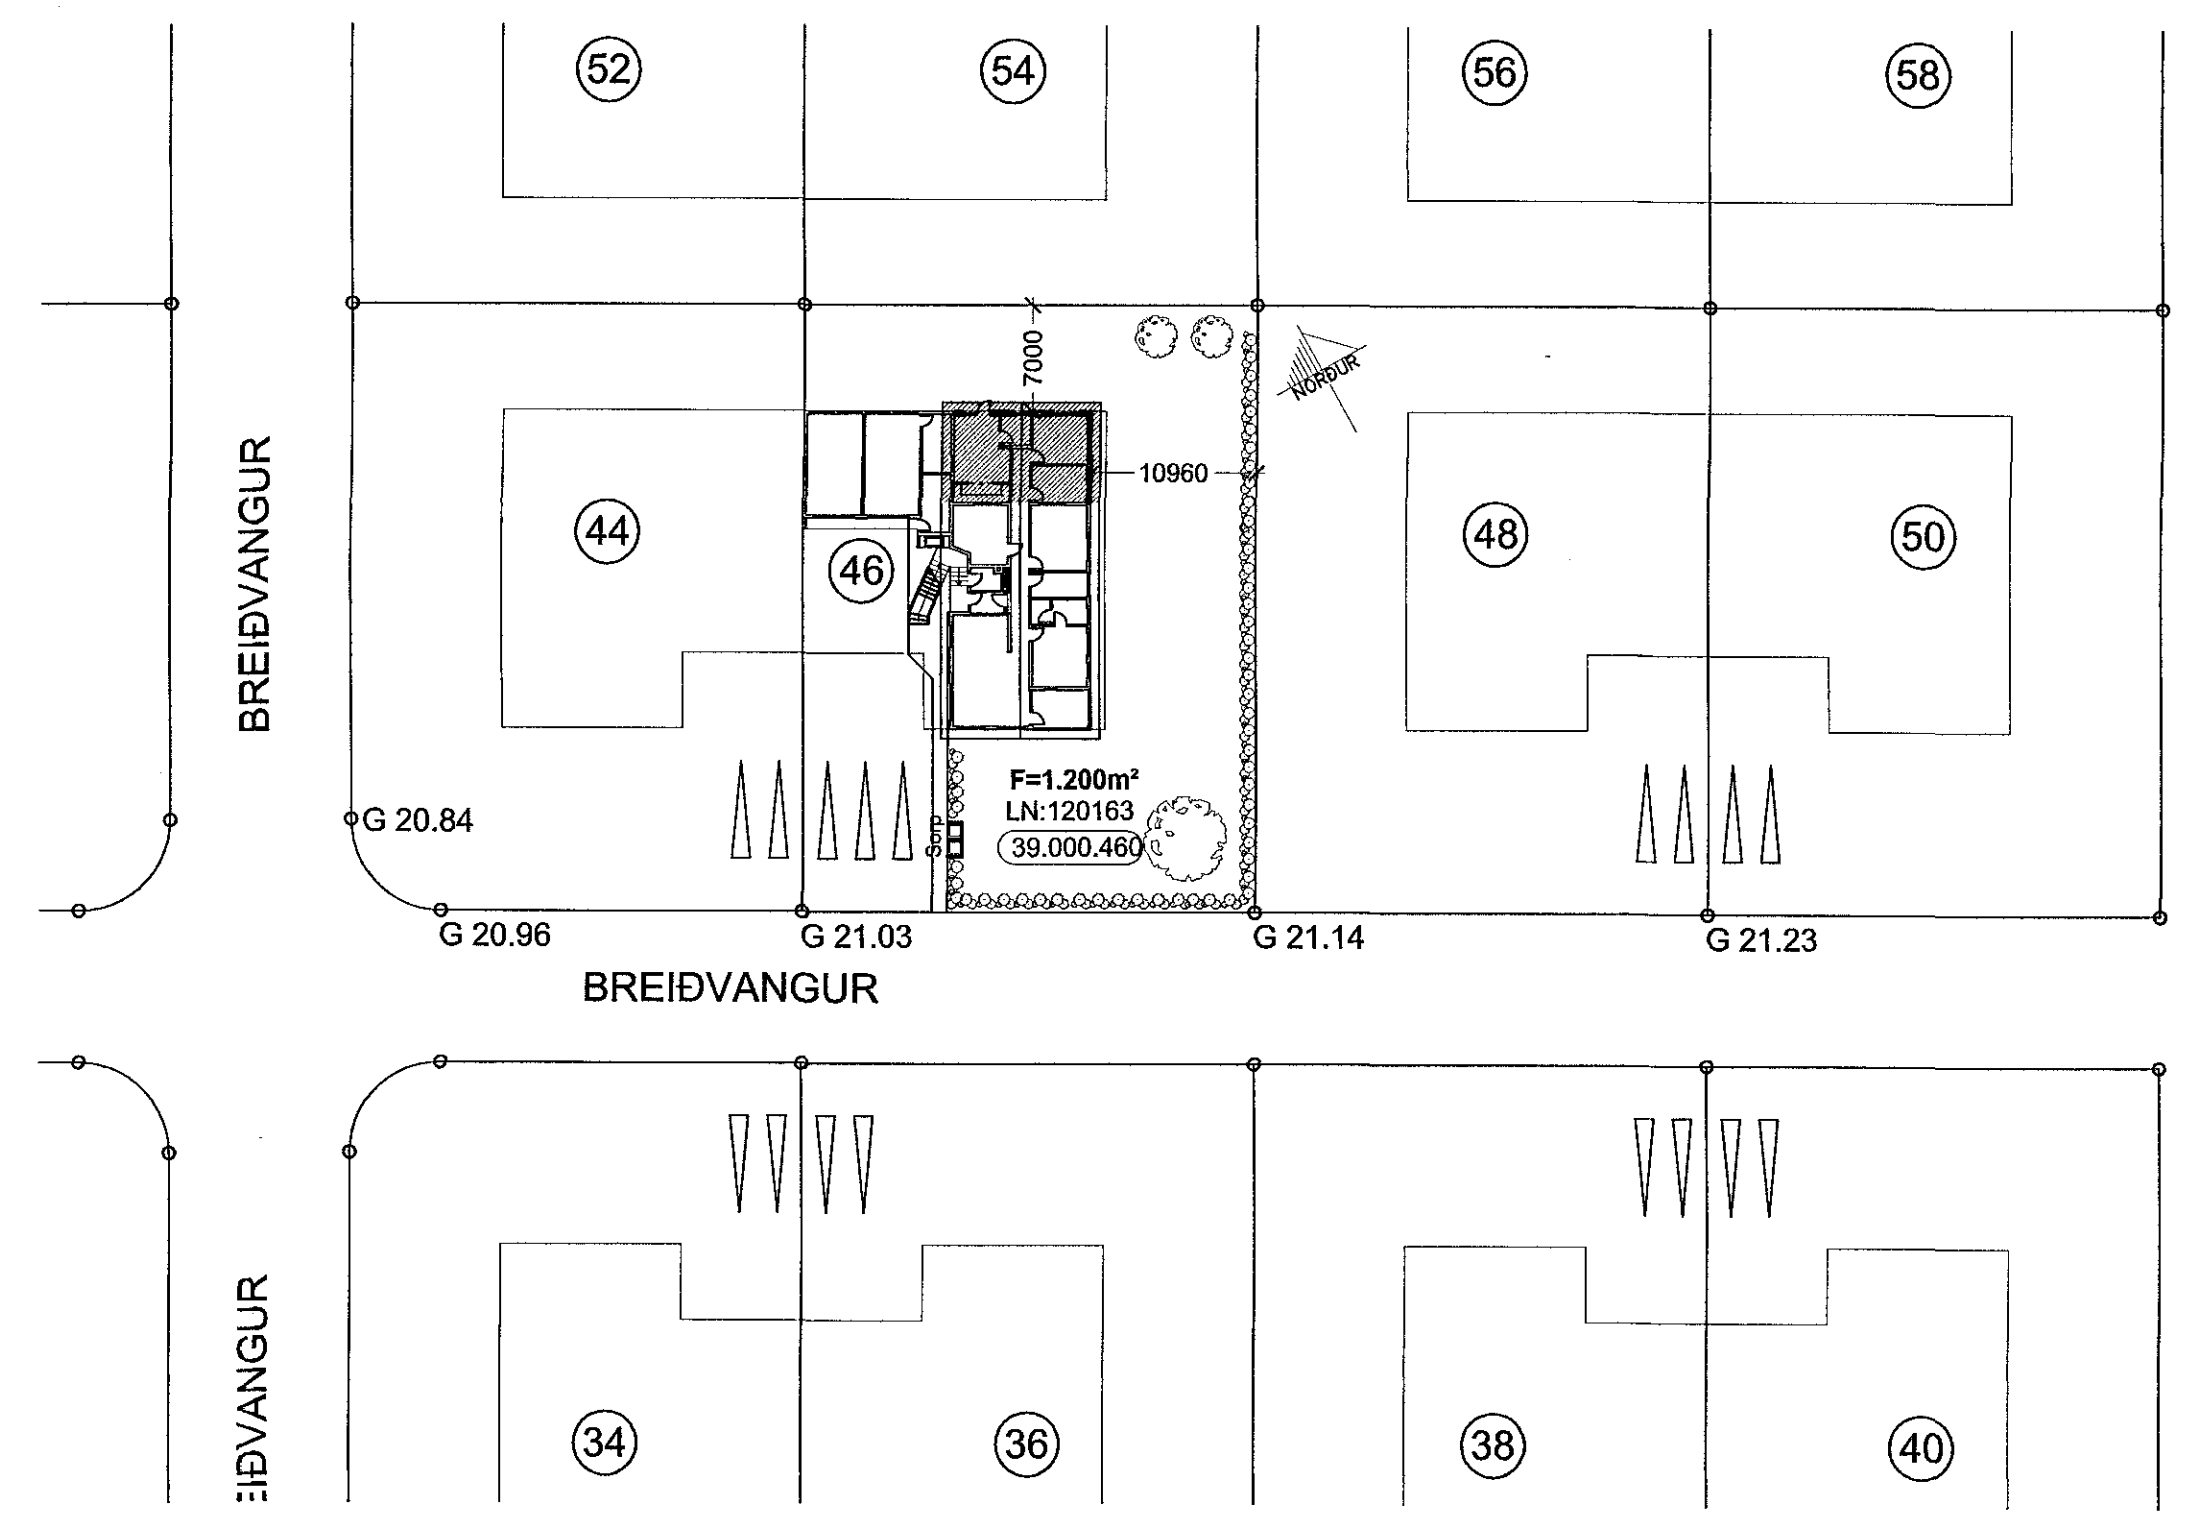 52
54
56
58
7000
NORÐUR
10960
BREIÐVANGUR
44
46
48
50
F=1.200m²
LN:120163
39.000.460
Sorp
G 20.84
G 20.96
G 21.03
G 21.14
G 21.23
BREIÐVANGUR
EIÐVANGUR
34
36
38
40